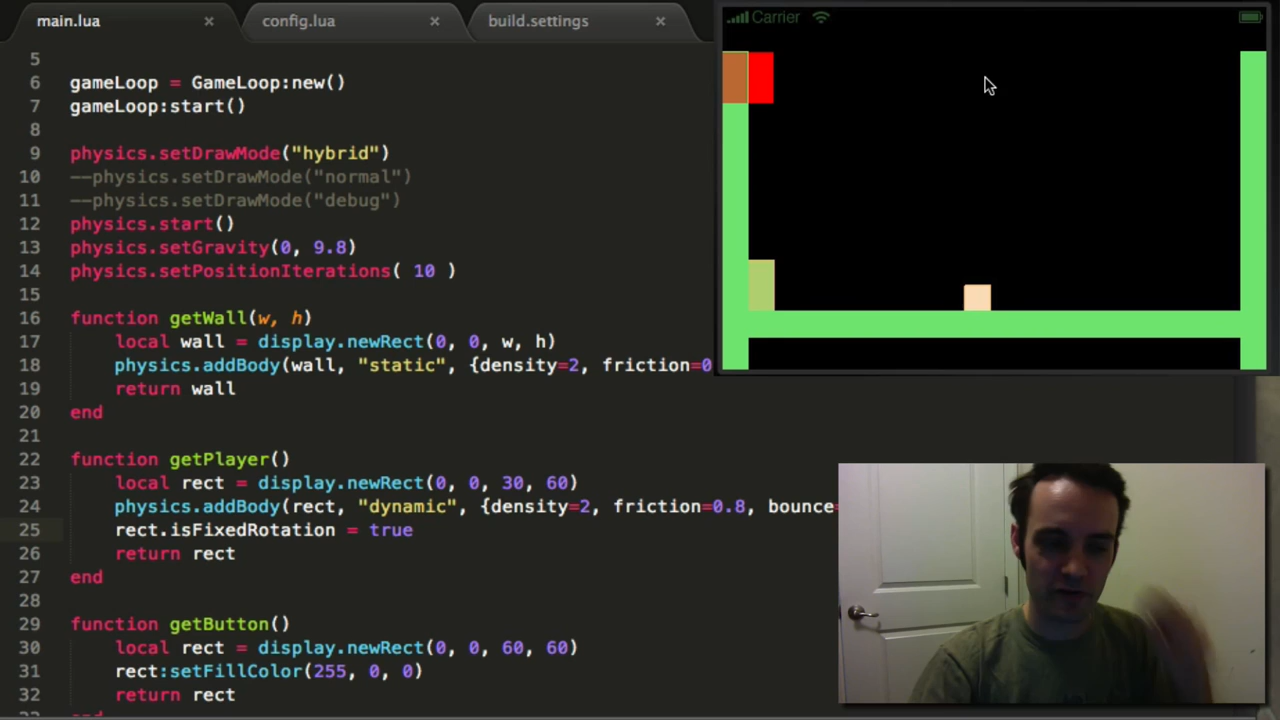 main.lua × config.lua × build.settings ×
Carrier
5
6 gameLoop = GameLoop:new()
7 gameLoop:start()
8
9 physics.setDrawMode("hybrid")
10 --physics.setDrawMode("normal")
11 --physics.setDrawMode("debug")
12 physics.start()
13 physics.setGravity(0, 9.8)
14 physics.setPositionIterations( 10 )
15
16 function getWall(w, h)
17 local wall = display.newRect(0, 0, w, h)
18 physics.addBody(wall, "static", {density=2, friction=0
19 return wall
20 end
21
22 function getPlayer()
23 local rect = display.newRect(0, 0, 30, 60)
24 physics.addBody(rect, "dynamic", {density=2, friction=0.8, bounce=
25 rect.isFixedRotation = true
26 return rect
27 end
28
29 function getButton()
30 local rect = display.newRect(0, 0, 60, 60)
31 rect:setFillColor(255, 0, 0)
32 return rect